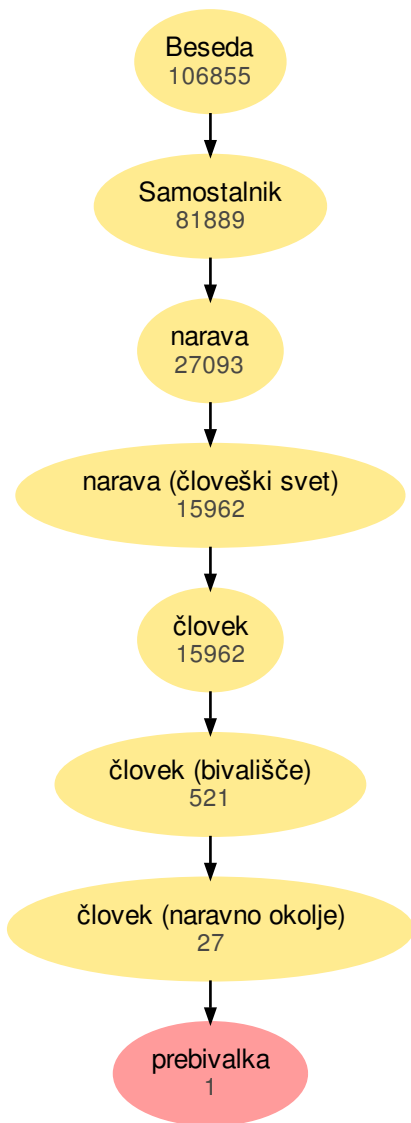 Beseda
106855
Samostalnik
81889
narava
27093
narava (človeški svet)
15962
človek
15962
človek (bivališče)
521
človek (naravno okolje)
27
prebivalka
1